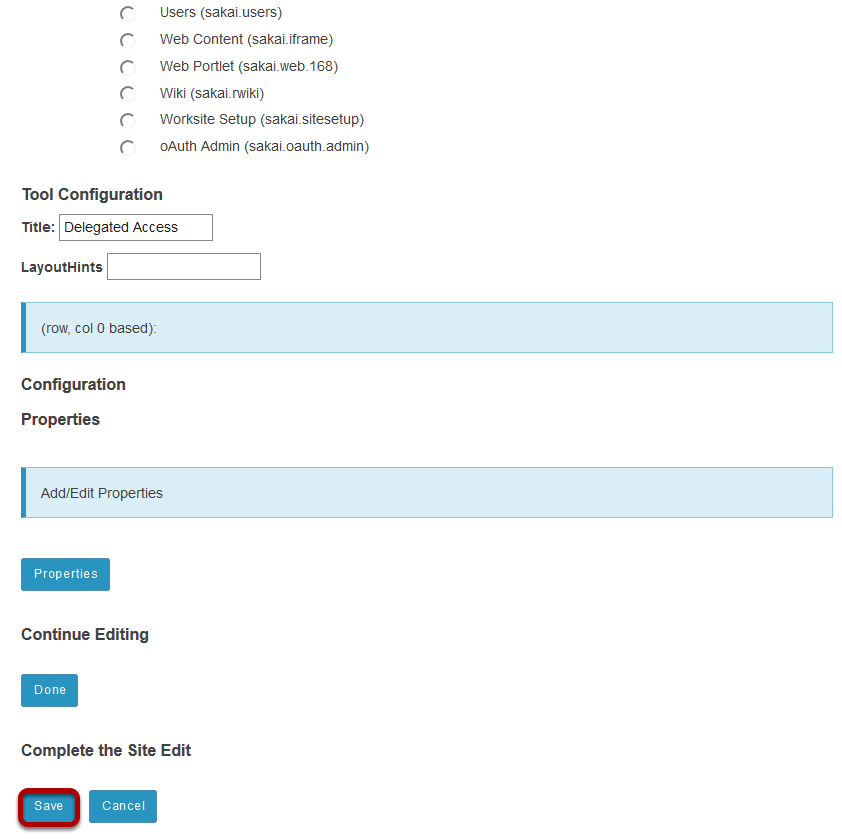 Users (sakai.users)
Web Content (sakai.iframe)
Web Portlet (sakai.web.168)
Wiki (sakai.rwiki)
Worksite Setup (sakai.sitesetup)
oAuth Admin (sakai.oauth.admin)
Tool Configuration
Title: Delegated Access
LayoutHints
(row, col 0 based):
Configuration
Properties
Add/Edit Properties
Properties
Continue Editing
Done
Complete the Site Edit
Save Cancel